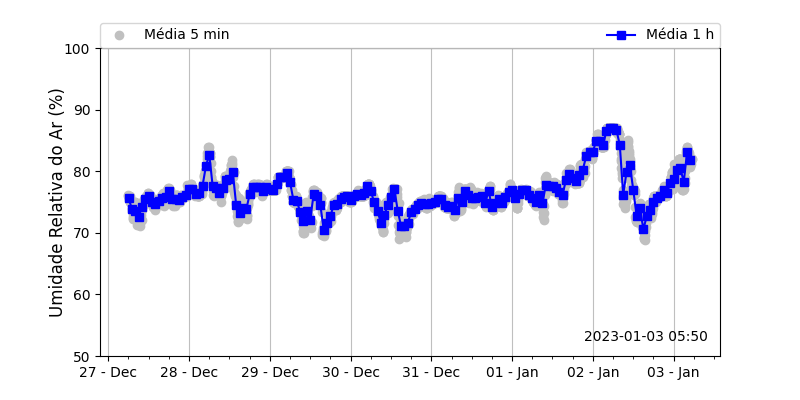 Média 5 min
Média 1 h
Umidade Relativa do Ar (%)
100
90
80
70
60
50
2023-01-03 05:50
27 - Dec
28 - Dec
29 - Dec
30 - Dec
31 - Dec
01 - Jan
02 - Jan
03 - Jan